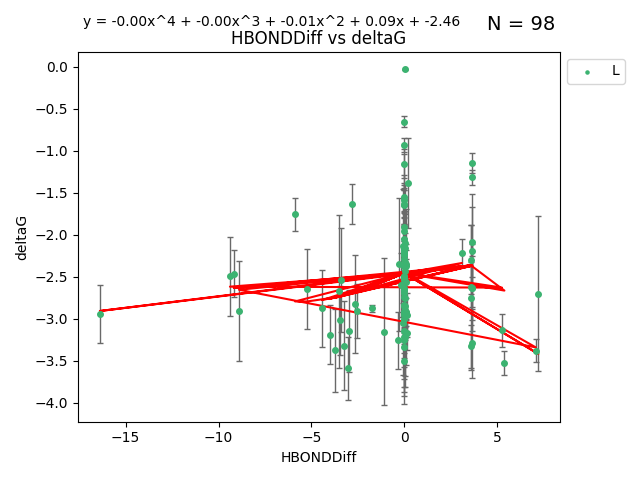 y = -0.00x^4 + -0.00x^3 + -0.01x^2 + 0.09x + -2.46
N = 98
HBONDDiff vs deltaG
L
0.0
−0.5
−1.0
−1.5
−2.0
−2.5
−3.0
−3.5
−4.0
deltaG
−15
−10
−5
0
5
HBONDDiff